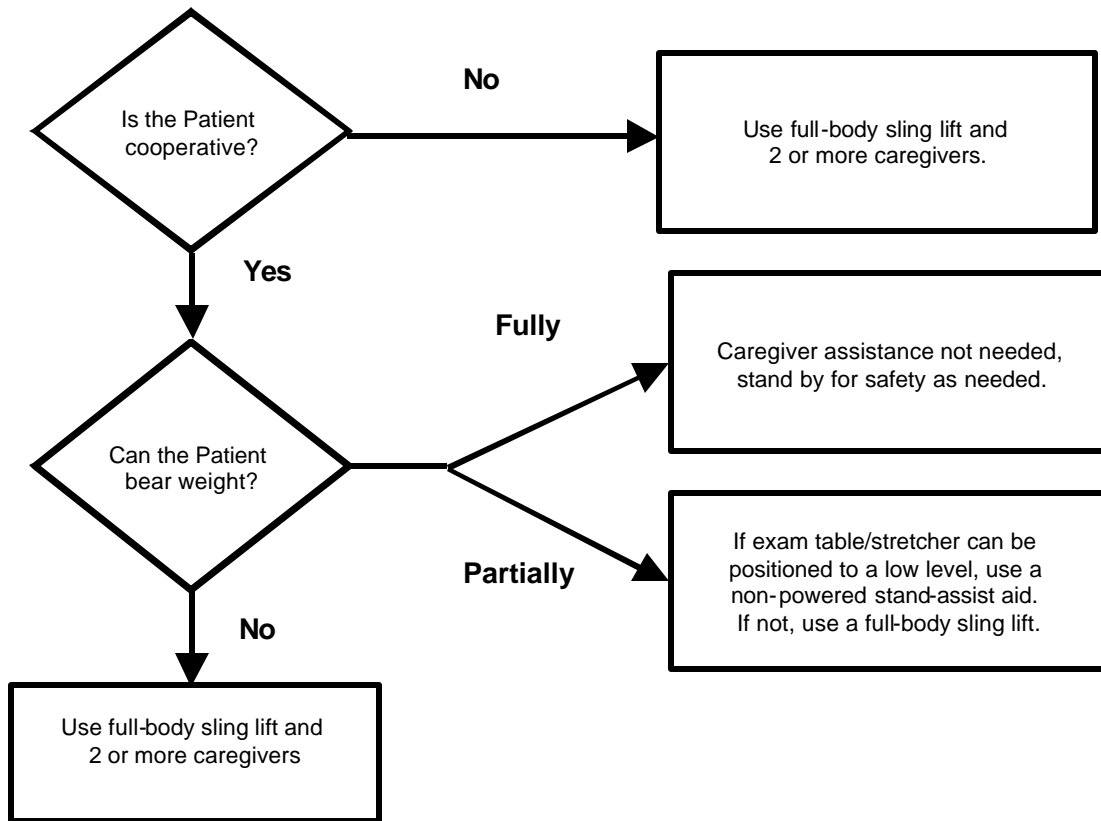 Is the Patient
cooperative?
No
Use full-body sling lift and
2 or more caregivers.
Yes
Fully
Caregiver assistance not needed,
stand by for safety as needed.
Can the Patient
bear weight?
Partially
If exam table/stretcher can be
positioned to a low level, use a
non-powered stand-assist aid.
If not, use a full-body sling lift.
No
Use full-body sling lift and
2 or more caregivers